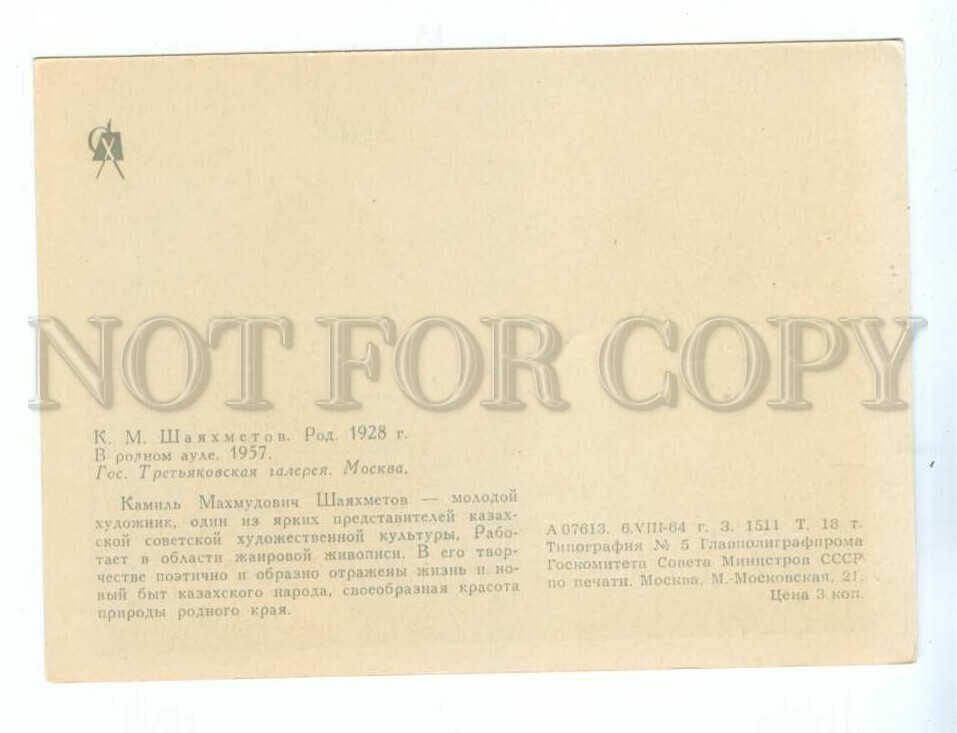 NOT FOR COPY
К. М. Шаяхметов. Род. 1928 г.
В родном ауле. 1957.
Гос. Третьяковская галерея. Москва.
Камиль Махмудович Шаяхметов — молодой
художник, один из ярких представителей казах-
ской советской художественной культуры. Рабо-
тает в области жанровой живописи. В его твор-
честве поэтично и образно отражены жизнь и но-
вый быт казахского народа, своеобразная красота
природы родного края.
А 07613. 6.VIII-64 г. З. 1511 Т. 18 т.
Типография № 5 Главполиграфпрома
Госкомитета Совета Министров СССР
по печати. Москва, М.-Московская, 21.
Цена 3 коп.